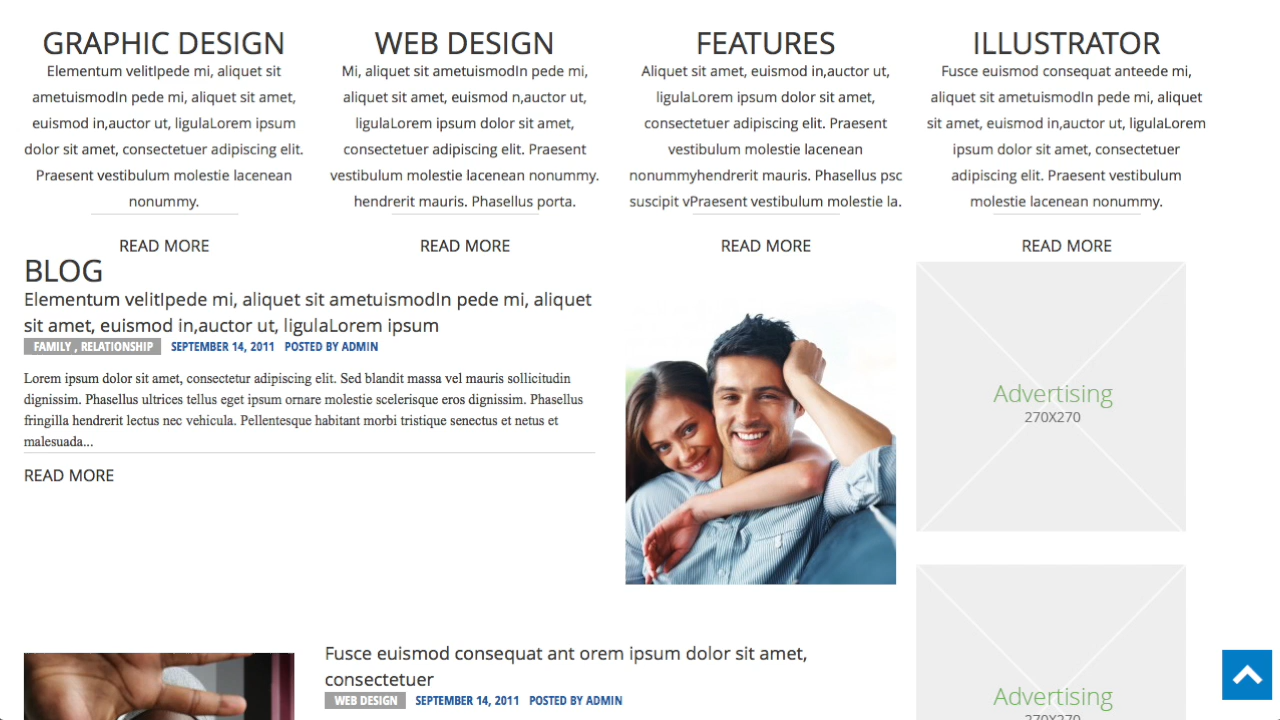 GRAPHIC DESIGN
Elementum velitIpede mi, aliquet sit
ametuismodIn pede mi, aliquet sit amet,
euismod in,auctor ut, ligulaLorem ipsum
dolor sit amet, consectetuer adipiscing elit.
Praesent vestibulum molestie lacenean
nonummy.
READ MORE
WEB DESIGN
Mi, aliquet sit ametuismodIn pede mi,
aliquet sit amet, euismod n,auctor ut,
ligulaLorem ipsum dolor sit amet,
consectetuer adipiscing elit. Praesent
vestibulum molestie lacenean nonummy.
hendrerit mauris. Phasellus porta.
READ MORE
FEATURES
Aliquet sit amet, euismod in,auctor ut,
ligulaLorem ipsum dolor sit amet,
consectetuer adipiscing elit. Praesent
vestibulum molestie lacenean
nonummyhendrerit mauris. Phasellus psc
suscipit vPraesent vestibulum molestie la.
READ MORE
ILLUSTRATOR
Fusce euismod consequat anteede mi,
aliquet sit ametuismodIn pede mi, aliquet
sit amet, euismod in,auctor ut, ligulaLorem
ipsum dolor sit amet, consectetuer
adipiscing elit. Praesent vestibulum
molestie lacenean nonummy.
READ MORE
BLOG
Elementum velitIpede mi, aliquet sit ametuismodIn pede mi, aliquet
sit amet, euismod in,auctor ut, ligulaLorem ipsum
FAMILY , RELATIONSHIP SEPTEMBER 14, 2011 POSTED BY ADMIN
Lorem ipsum dolor sit amet, consectetur adipiscing elit. Sed blandit massa vel mauris sollicitudin
dignissim. Phasellus ultrices tellus eget ipsum ornare molestie scelerisque eros dignissim. Phasellus
fringilla hendrerit lectus nec vehicula. Pellentesque habitant morbi tristique senectus et netus et
malesuada...
READ MORE
Advertising
270X270
Fusce euismod consequat ant orem ipsum dolor sit amet,
consectetuer
WEB DESIGN SEPTEMBER 14, 2011 POSTED BY ADMIN
Advertising
270X270